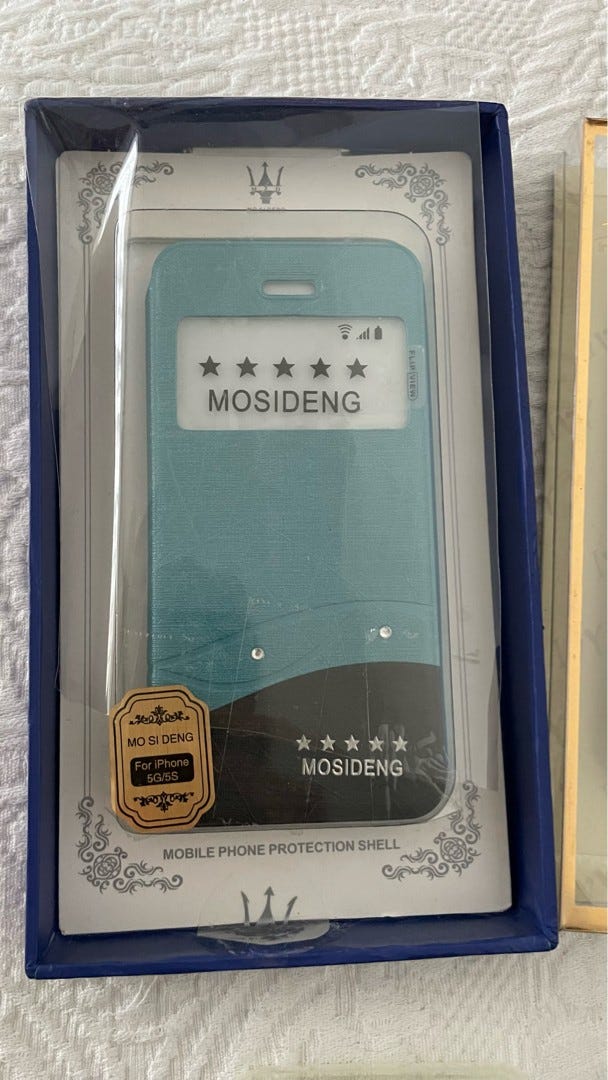 ★ ★ ★ ★ ★
MOSIDENG
FLIP VIEW
★★★★★
MOSIDENG
MO SI DENG
For iPhone
5G/5S
MOBILE PHONE PROTECTION SHELL